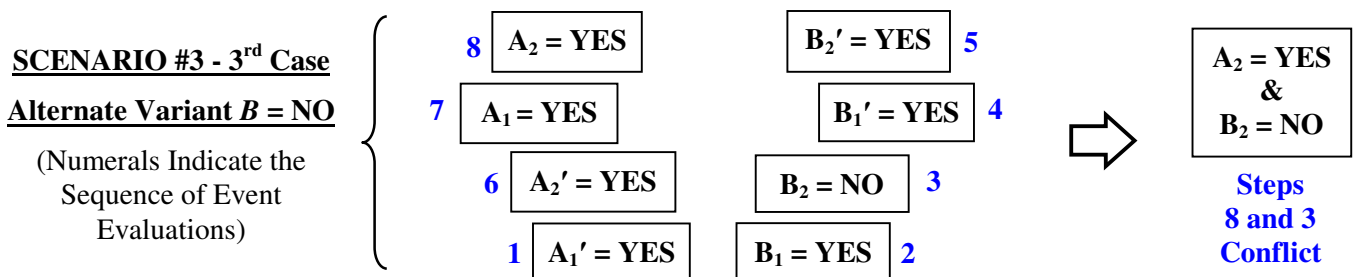 SCENARIO #3 - 3rd Case
Alternate Variant B = NO
(Numerals Indicate the
Sequence of Event
Evaluations)
8 A₂ = YES
7 A₁ = YES
6 A₂′ = YES
1 A₁′ = YES
B₂′ = YES 5
B₁′ = YES 4
B₂ = NO 3
B₁ = YES 2
A₂ = YES
&
B₂ = NO
Steps
8 and 3
Conflict